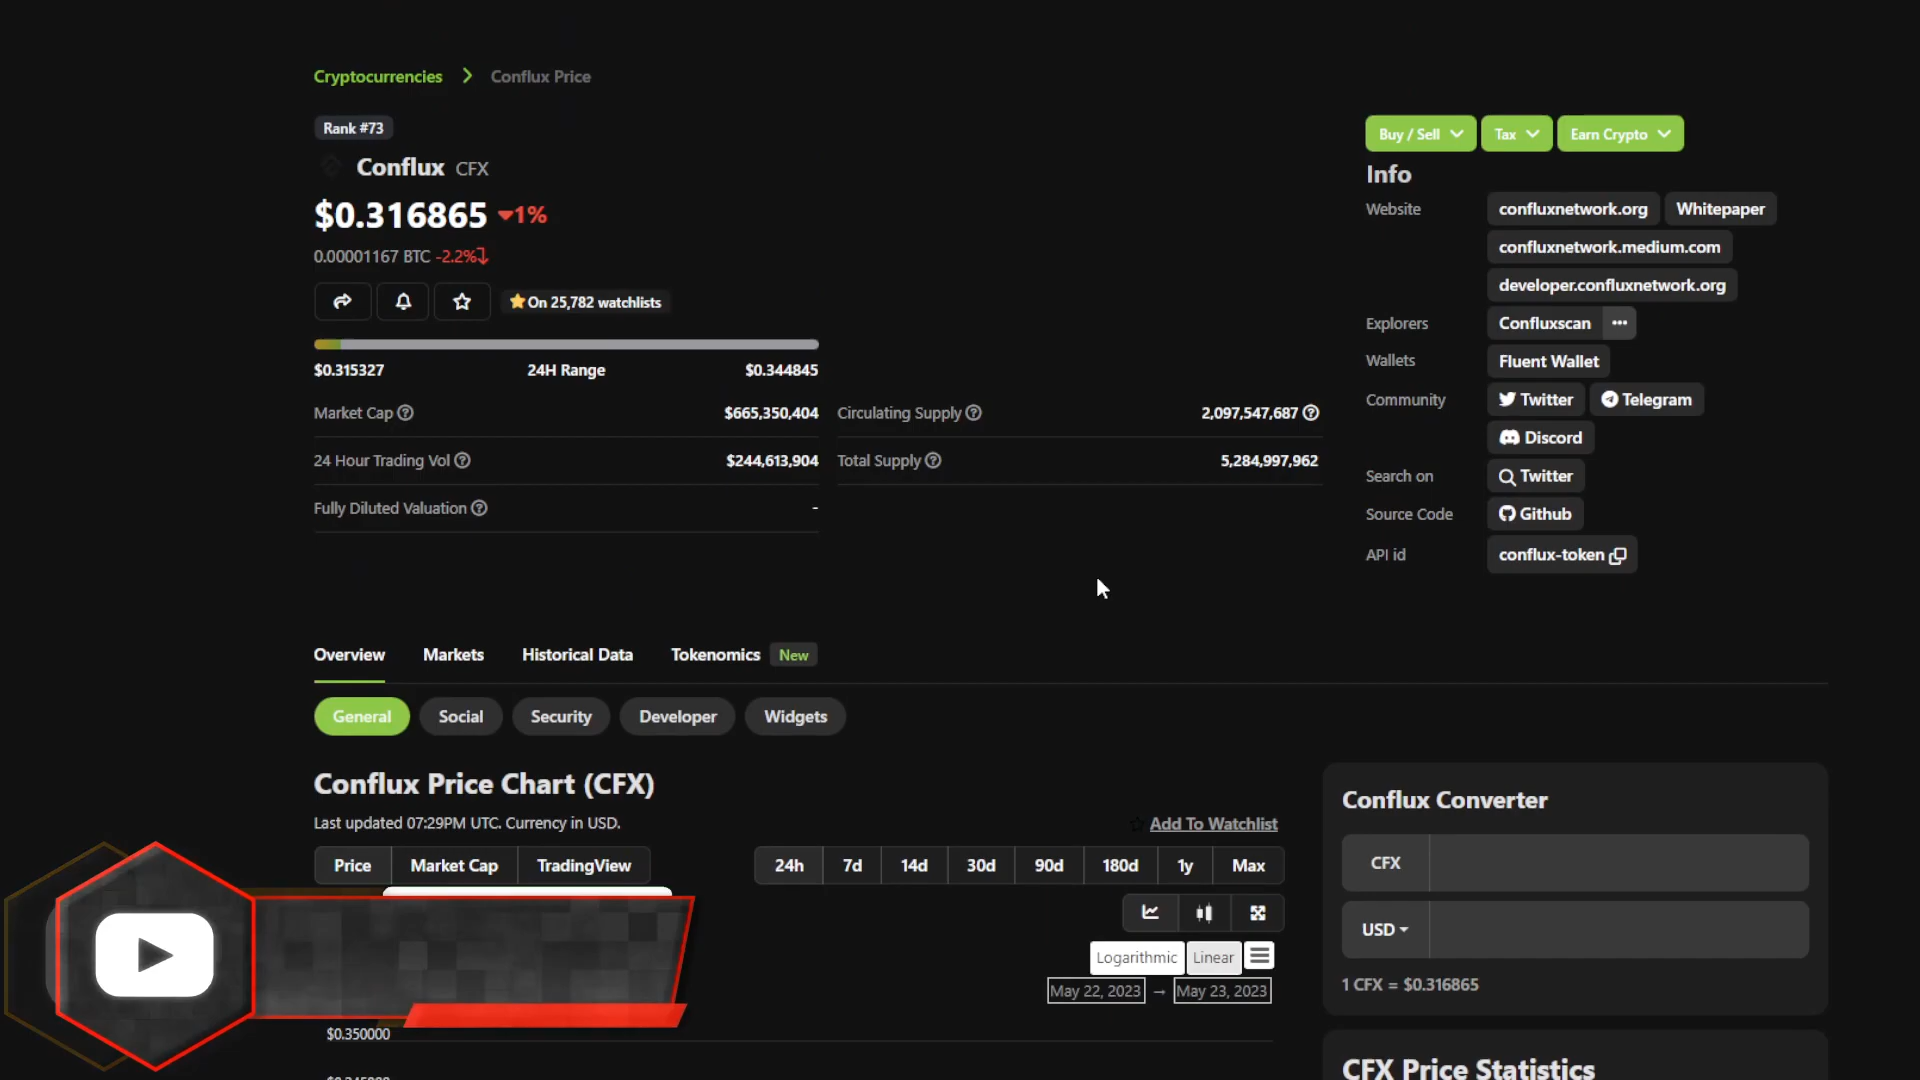 Cryptocurrencies Conflux Price
Rank #73
Conflux CFX
$0.316865 1%
0.00001167 BTC -2.2%
On 25,782 watchlists
$0.315327 24H Range $0.344845
Market Cap $665,350,404
24 Hour Trading Vol $244,613,904
Fully Diluted Valuation -
Circulating Supply 2,097,547,687
Total Supply 5,284,997,962
Buy / Sell Tax Earn Crypto
Info
Website confluxnetwork.org Whitepaper
confluxnetwork.medium.com
developer.confluxnetwork.org
Explorers Confluxscan ···
Wallets Fluent Wallet
Community Twitter Telegram
Discord
Search on Twitter
Source Code Github
API id conflux-token
Overview Markets Historical Data Tokenomics New
General Social Security Developer Widgets
Conflux Price Chart (CFX)
Last updated 07:29PM UTC. Currency in USD.
Add To Watchlist
Price Market Cap TradingView
24h 7d 14d 30d 90d 180d 1y Max
Logarithmic Linear
May 22, 2023 → May 23, 2023
$0.350000
Conflux Converter
CFX
USD
1 CFX = $0.316865
CFX Price Statistics